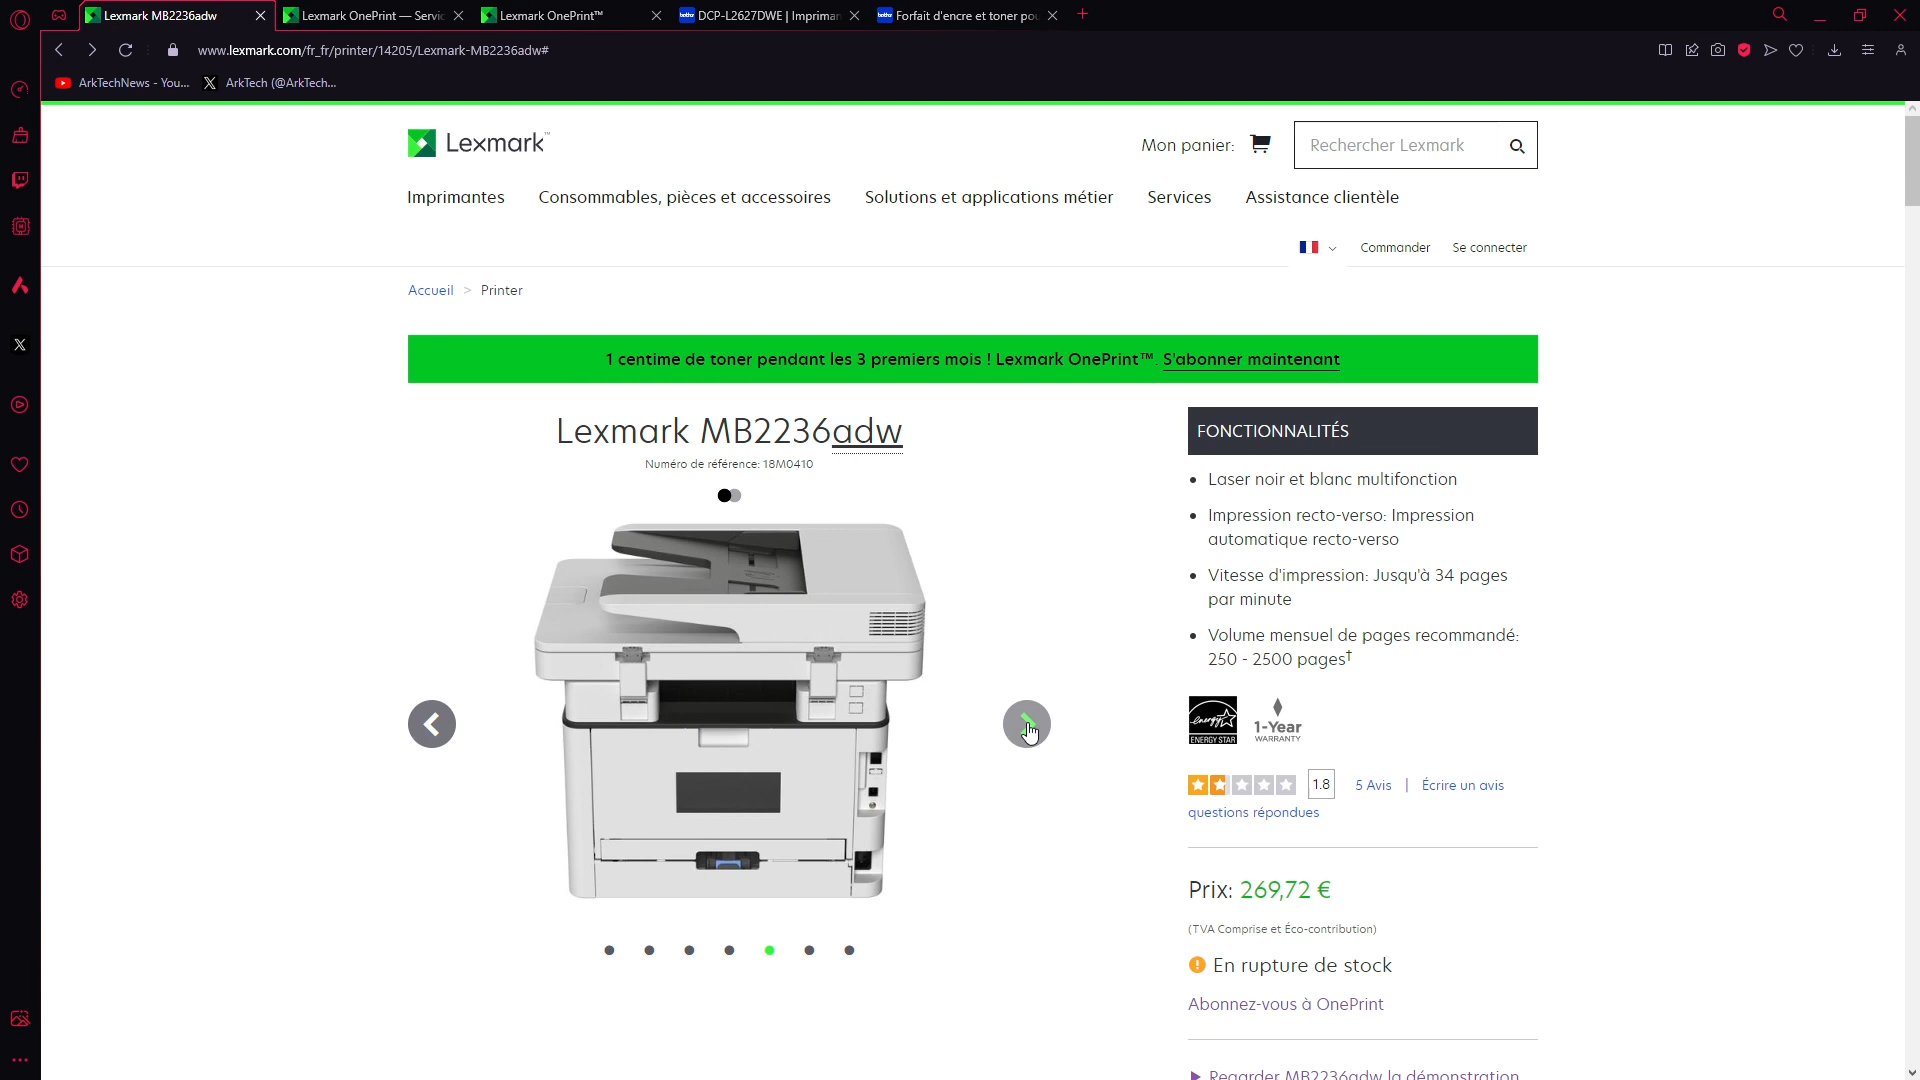 Lexmark MB2236adw
Lexmark OnePrint — Servic
Lexmark OnePrint™
brother DCP-L2627DWE | Impriman
brother Forfait d'encre et toner pou
www.lexmark.com/fr_fr/printer/14205/Lexmark-MB2236adw#
ArkTechNews - You...
ArkTech (@ArkTech...
Lexmark™
Mon panier:
Rechercher Lexmark
Imprimantes
Consommables, pièces et accessoires
Solutions et applications métier
Services
Assistance clientèle
Commander
Se connecter
Accueil > Printer
1 centime de toner pendant les 3 premiers mois ! Lexmark OnePrint™. S'abonner maintenant
Lexmark MB2236adw
Numéro de référence: 18M0410
FONCTIONNALITÉS
• Laser noir et blanc multifonction
• Impression recto-verso: Impression
automatique recto-verso
• Vitesse d'impression: Jusqu'à 34 pages
par minute
• Volume mensuel de pages recommandé:
250 - 2500 pages†
energy
ENERGY STAR
1-Year
WARRANTY
1.8
5 Avis | Écrire un avis
questions répondues
Prix: 269,72 €
(TVA Comprise et Éco-contribution)
En rupture de stock
Abonnez-vous à OnePrint
Regarder MB2236adw la démonstration